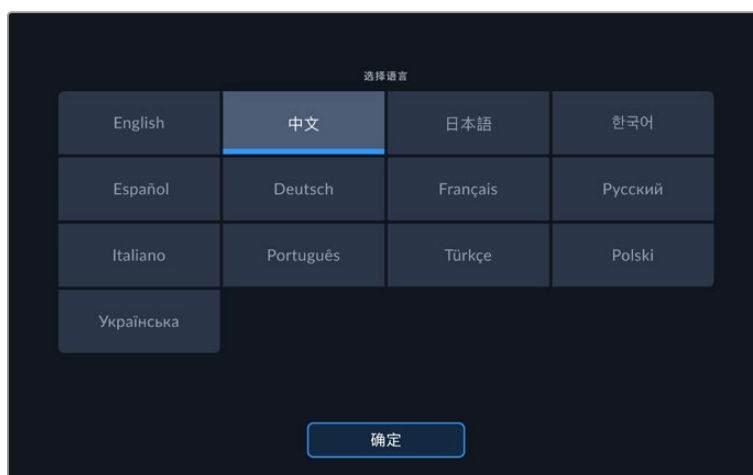 选择语言
English 中文 日本語 한국어
Español Deutsch Français Русский
Italiano Português Türkçe Polski
Українська
确定